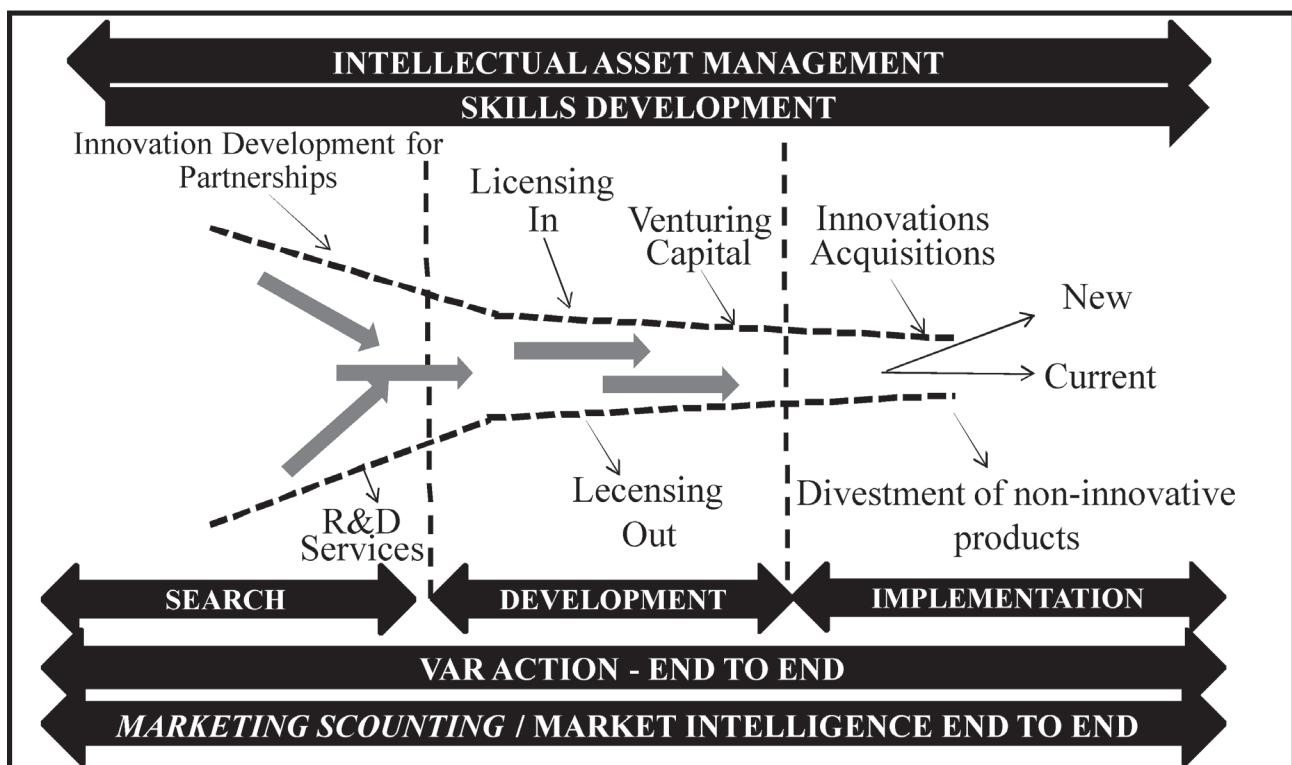 INTELLECTUAL ASSET MANAGEMENT
SKILLS DEVELOPMENT
Innovation Development for
Partnerships
Licensing
In
Venturing
Capital
Innovations
Acquisitions
New
Current
R&D
Services
Lecensing
Out
Divestment of non-innovative
products
SEARCH
DEVELOPMENT
IMPLEMENTATION
VAR ACTION - END TO END
MARKETING SCOUNTING / MARKET INTELLIGENCE END TO END